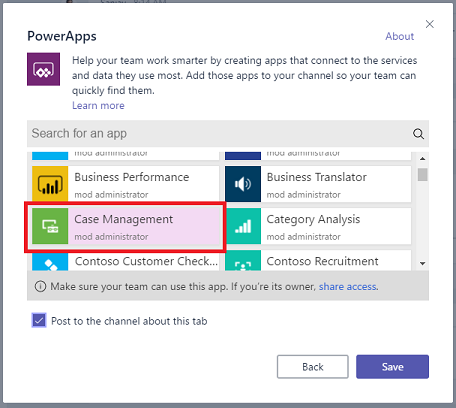 PowerApps
About
Help your team work smarter by creating apps that connect to the services
and data they use most. Add those apps to your channel so your team can
quickly find them.
Learn more
Search for an app
mod administrator
mod administrator
Business Performance
mod administrator
Business Translator
mod administrator
Case Management
mod administrator
Category Analysis
mod administrator
Contoso Customer Check...
Contoso Recruitment
Make sure your team can use this app. If you're its owner, share access.
Post to the channel about this tab
Back
Save